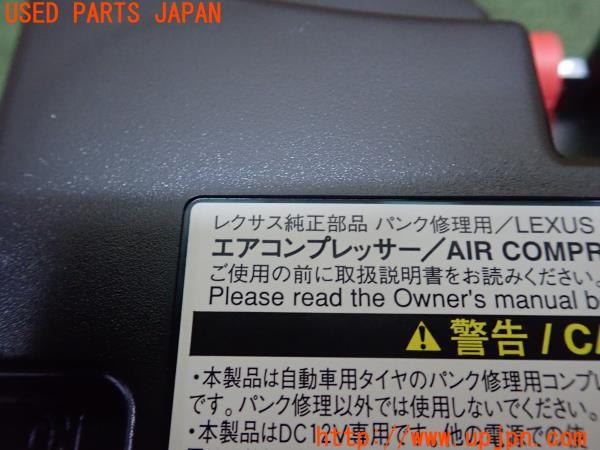 USED PARTS JAPAN
レクサス純正部品 パンク修理用/LEXUS
エアコンプレッサー/AIR COMPR
ご使用の前に取扱説明書をお読みください。
Please read the Owner's manual b
警告 / CA
・本製品は自動車用タイヤのパンク修理用コンプレ
です。パンク修理以外では使用しないでください。
・本製品はDC12V専用です。他の電源での使
http://www.upjpn.com